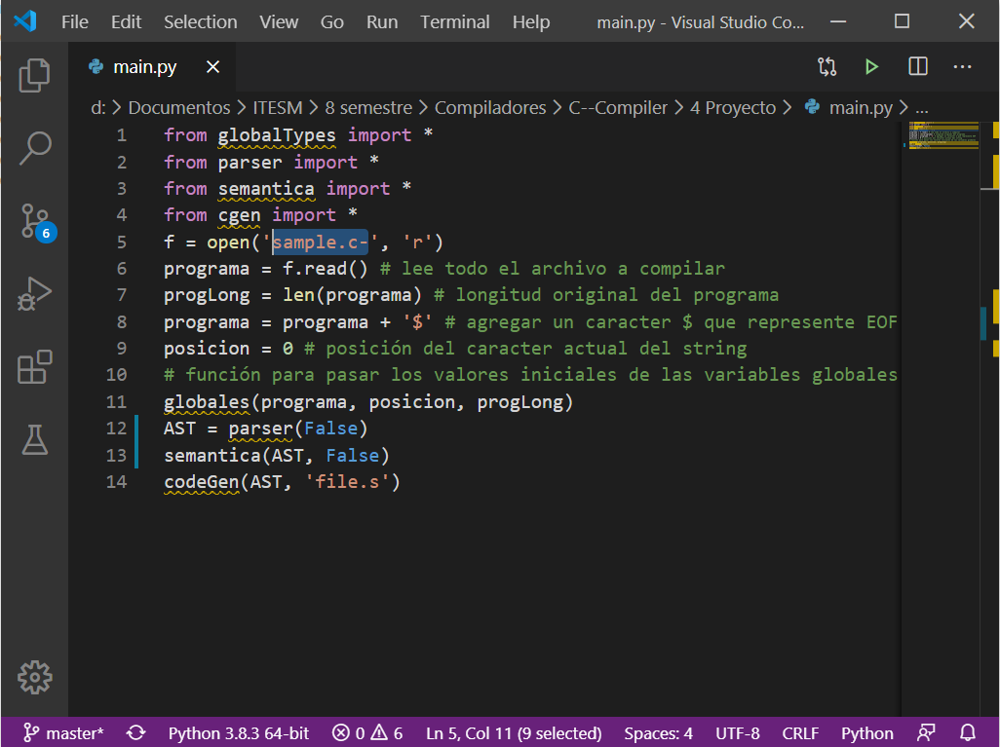 File Edit Selection View Go Run Terminal Help main.py - Visual Studio Co...
main.py
d: > Documentos > ITESM > 8 semestre > Compiladores > C--Compiler > 4 Proyecto > main.py > ...
1 from globalTypes import *
2 from parser import *
3 from semantica import *
4 from cgen import *
5 f = open('sample.c-', 'r')
6 programa = f.read() # lee todo el archivo a compilar
7 progLong = len(programa) # longitud original del programa
8 programa = programa + '$' # agregar un caracter $ que represente EOF
9 posicion = 0 # posición del caracter actual del string
10 # función para pasar los valores iniciales de las variables globales
11 globales(programa, posicion, progLong)
12 AST = parser(False)
13 semantica(AST, False)
14 codeGen(AST, 'file.s')
6
master* Python 3.8.3 64-bit 0 6 Ln 5, Col 11 (9 selected) Spaces: 4 UTF-8 CRLF Python